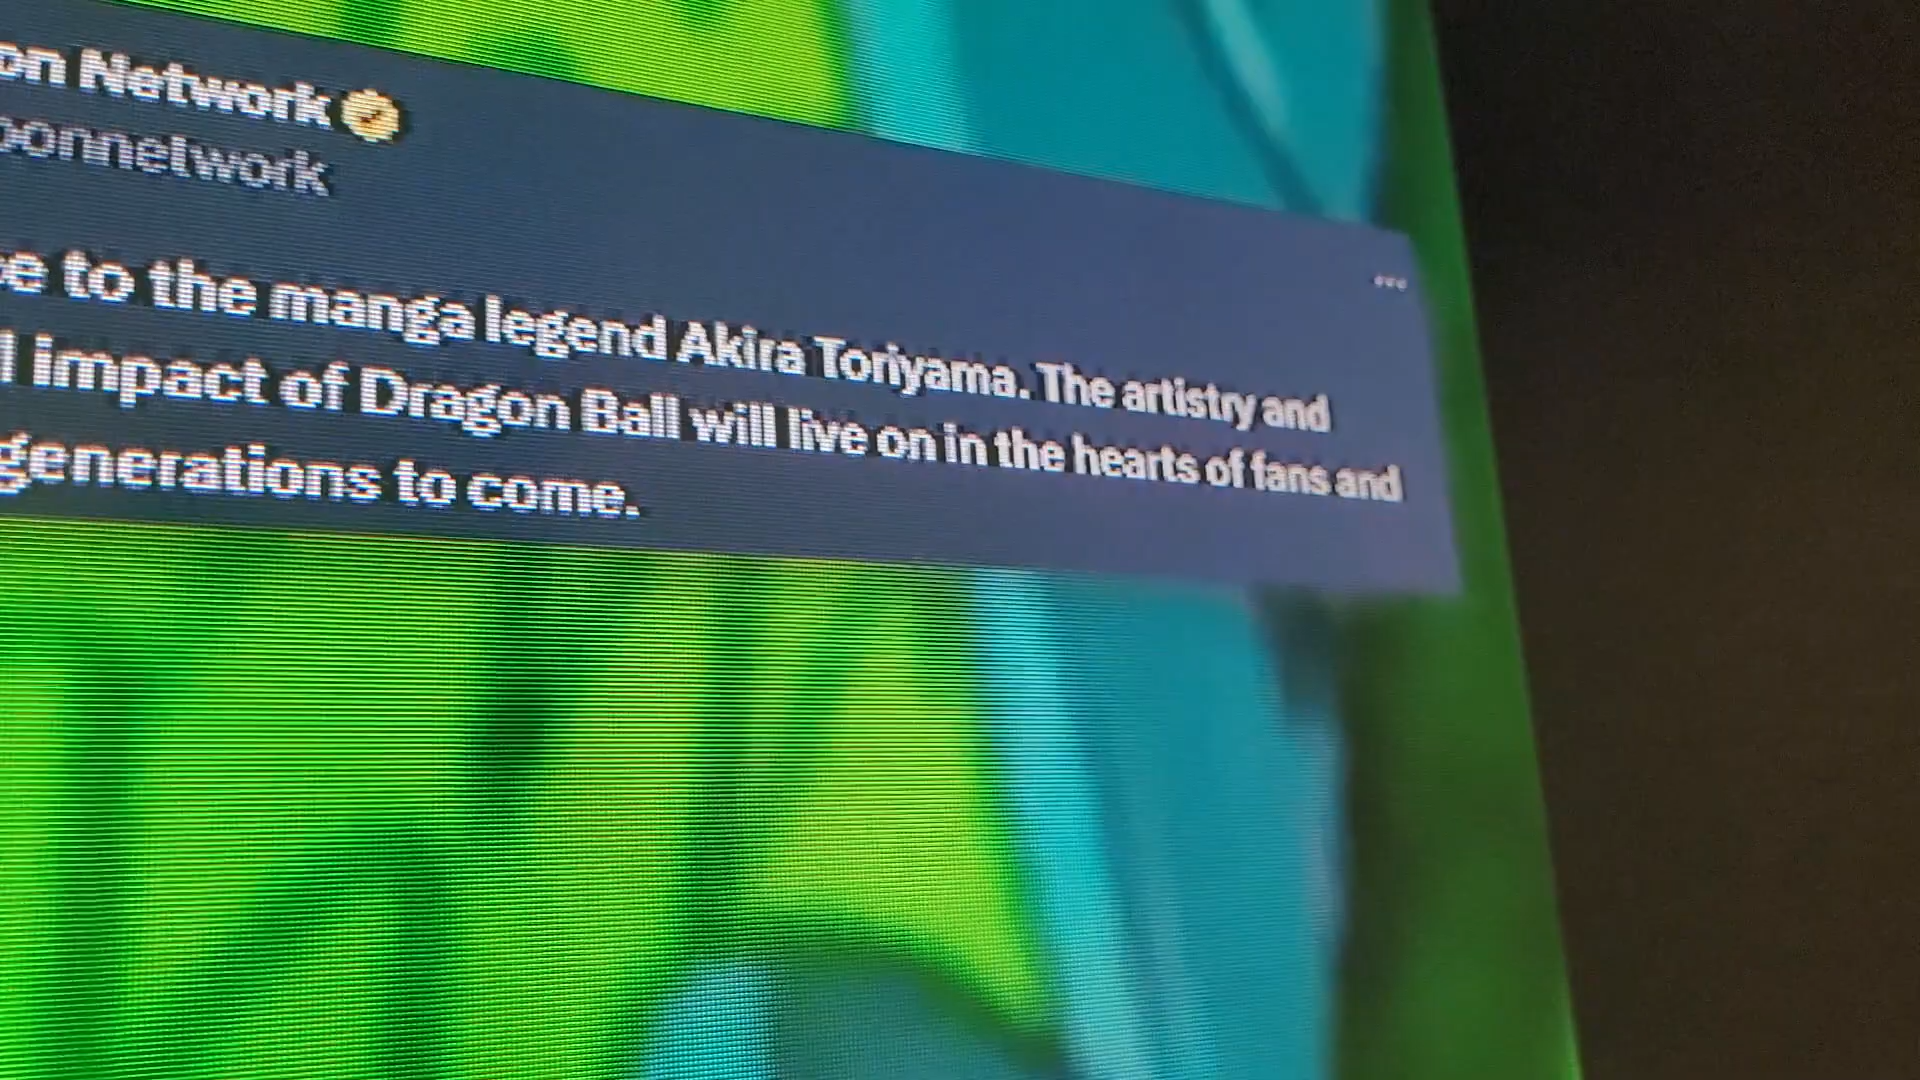 on Network
oonnetwork
e to the manga legend Akira Toriyama. The artistry and
l impact of Dragon Ball will live on in the hearts of fans and
generations to come.